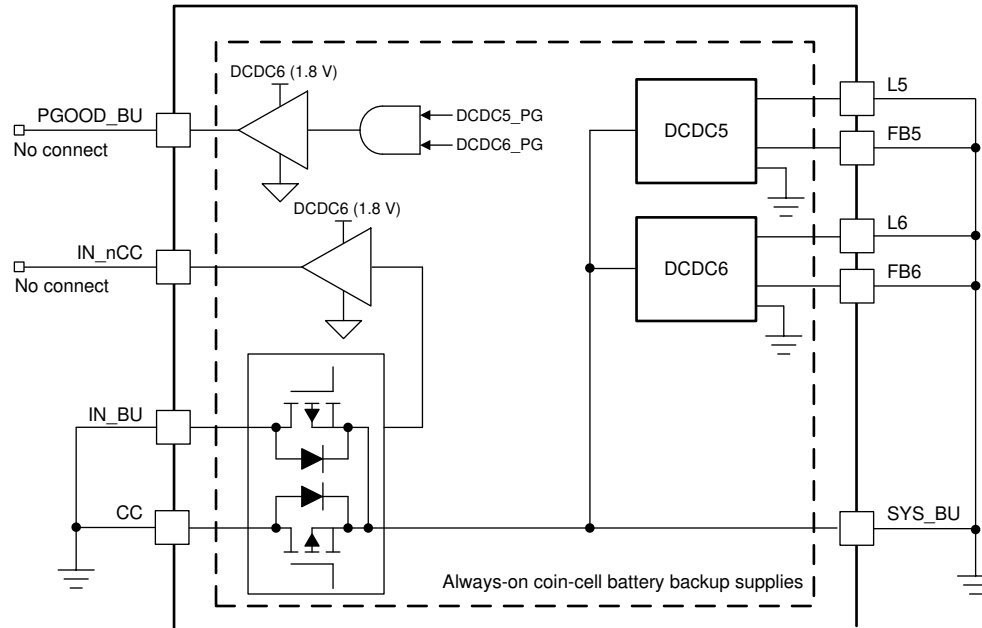 DCDC6 (1.8 V)
PGOOD_BU
No connect
DCDC5_PG
DCDC6_PG
DCDC6 (1.8 V)
IN_nCC
No connect
IN_BU
CC
DCDC5
DCDC6
L5
FB5
L6
FB6
SYS_BU
Always-on coin-cell battery backup supplies